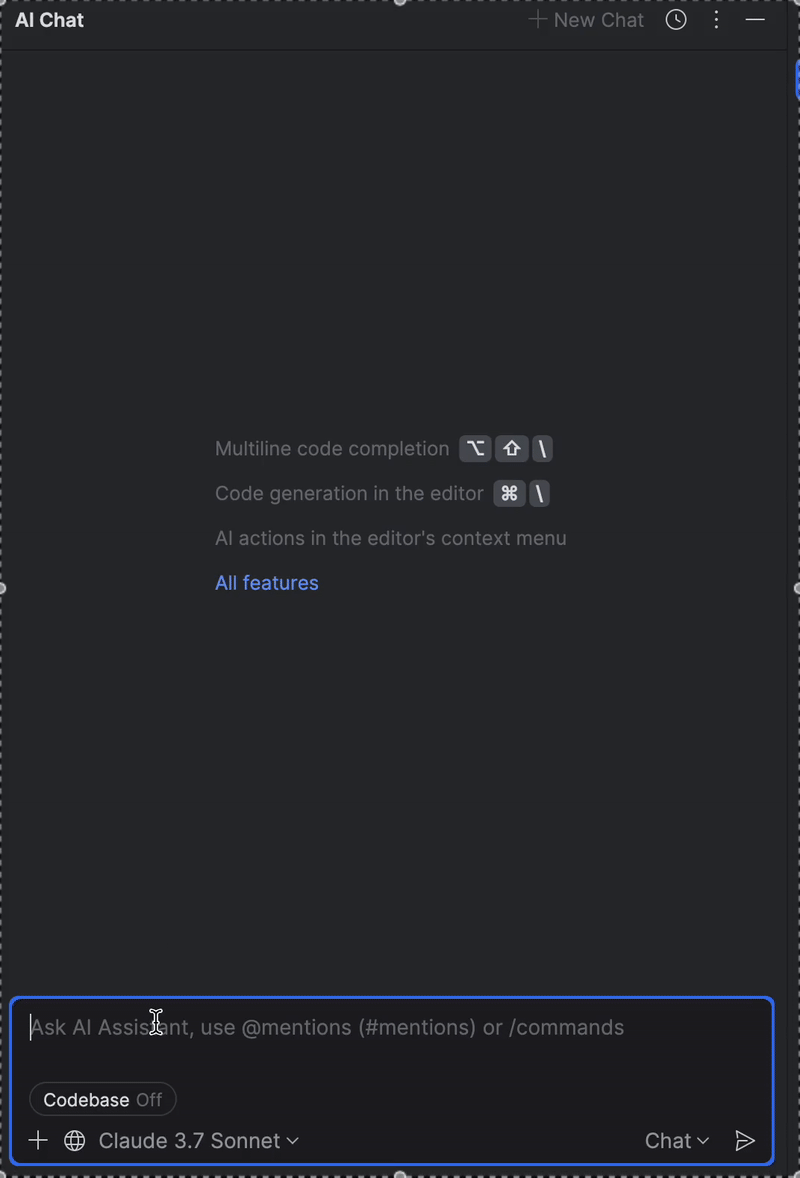 AI Chat
New Chat
Multiline code completion ⌥ ⇧ \
Code generation in the editor ⌘ \
AI actions in the editor's context menu
All features
Ask AI Assistant, use @mentions (#mentions) or /commands
Codebase Off
Claude 3.7 Sonnet
Chat